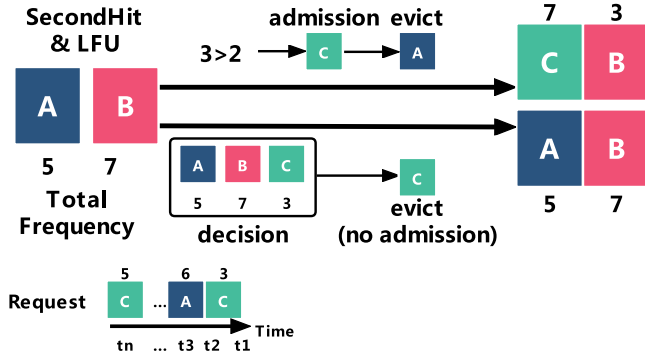 SecondHit
& LFU
A B
5 7
Total
Frequency
3>2
admission evict
C A
A B C
5 7 3
decision
C
evict
(no admission)
7 3
C B
A B
5 7
Request
5 6 3
C ... A C
Time
tn ... t3 t2 t1